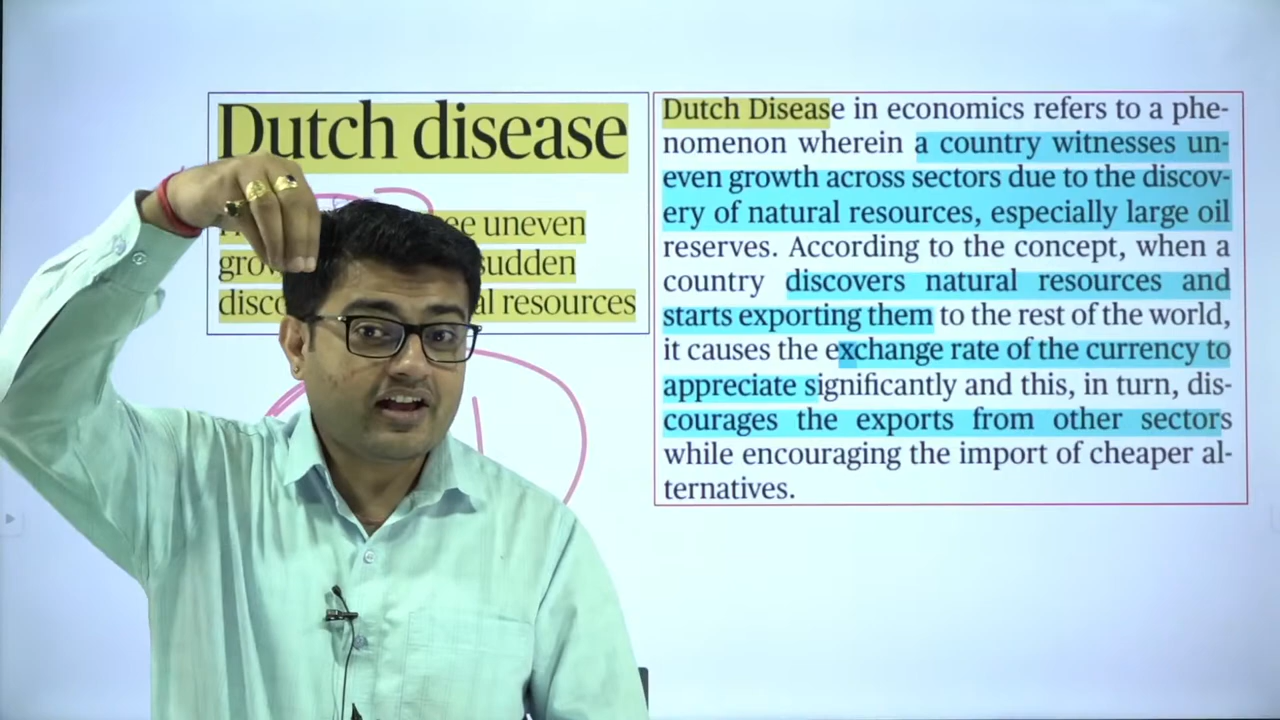 Dutch disease
ee uneven
grow sudden
disco al resources
Dutch Disease in economics refers to a phe-
nomenon wherein a country witnesses un-
even growth across sectors due to the discov-
ery of natural resources, especially large oil
reserves. According to the concept, when a
country discovers natural resources and
starts exporting them to the rest of the world,
it causes the exchange rate of the currency to
appreciate significantly and this, in turn, dis-
courages the exports from other sectors
while encouraging the import of cheaper al-
ternatives.